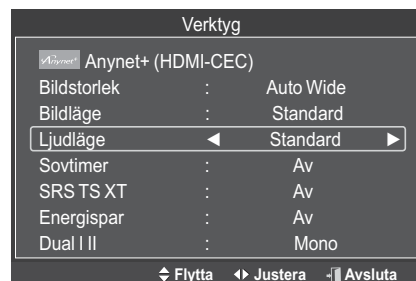 Verktyg
Anynet+ Anynet+ (HDMI-CEC)
Bildstorlek : Auto Wide
Bildläge : Standard
Ljudläge ◄ Standard ►
Sovtimer : Av
SRS TS XT : Av
Energispar : Av
Dual I II : Mono
Flytta Justera Avsluta